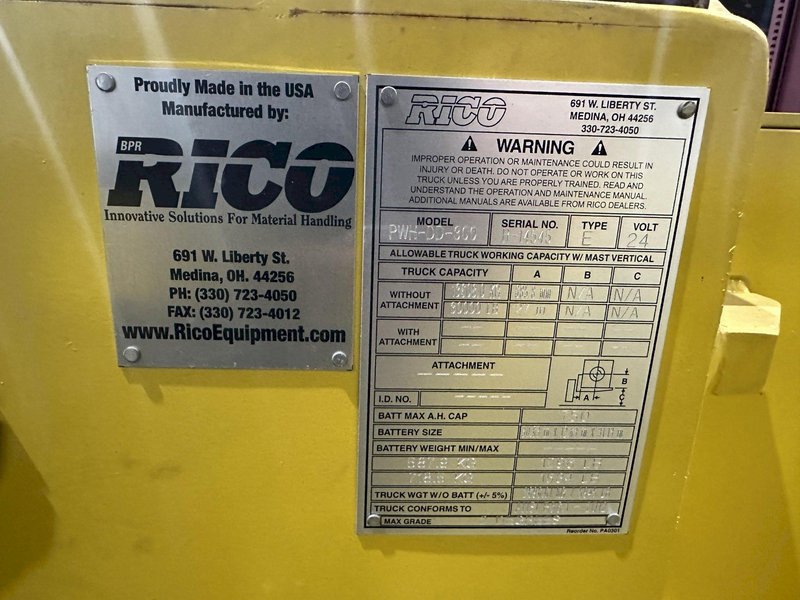 Proudly Made in the USA
Manufactured by:
BPR
RICO
Innovative Solutions For Material Handling
691 W. Liberty St.
Medina, OH. 44256
PH: (330) 723-4050
FAX: (330) 723-4012
www.RicoEquipment.com
RICO
691 W. LIBERTY ST.
MEDINA, OH 44256
330-723-4050
WARNING
IMPROPER OPERATION OR MAINTENANCE COULD RESULT IN
INJURY OR DEATH. DO NOT OPERATE OR WORK ON THIS
TRUCK UNLESS YOU ARE PROPERLY TRAINED. READ AND
UNDERSTAND THE OPERATION AND MAINTENANCE MANUAL.
ADDITIONAL MANUALS ARE AVAILABLE FROM RICO DEALERS.
MODEL SERIAL NO. TYPE VOLT
E 24
ALLOWABLE TRUCK WORKING CAPACITY W/ MAST VERTICAL
TRUCK CAPACITY A B C
WITHOUT
ATTACHMENT
N/A N/A
N/A N/A
WITH
ATTACHMENT
ATTACHMENT
I.D. NO.
A B C
BATT MAX A.H. CAP
BATTERY SIZE
BATTERY WEIGHT MIN/MAX
TRUCK WGT W/O BATT (+/- 5%)
TRUCK CONFORMS TO
MAX GRADE
Reorder No. PA0301